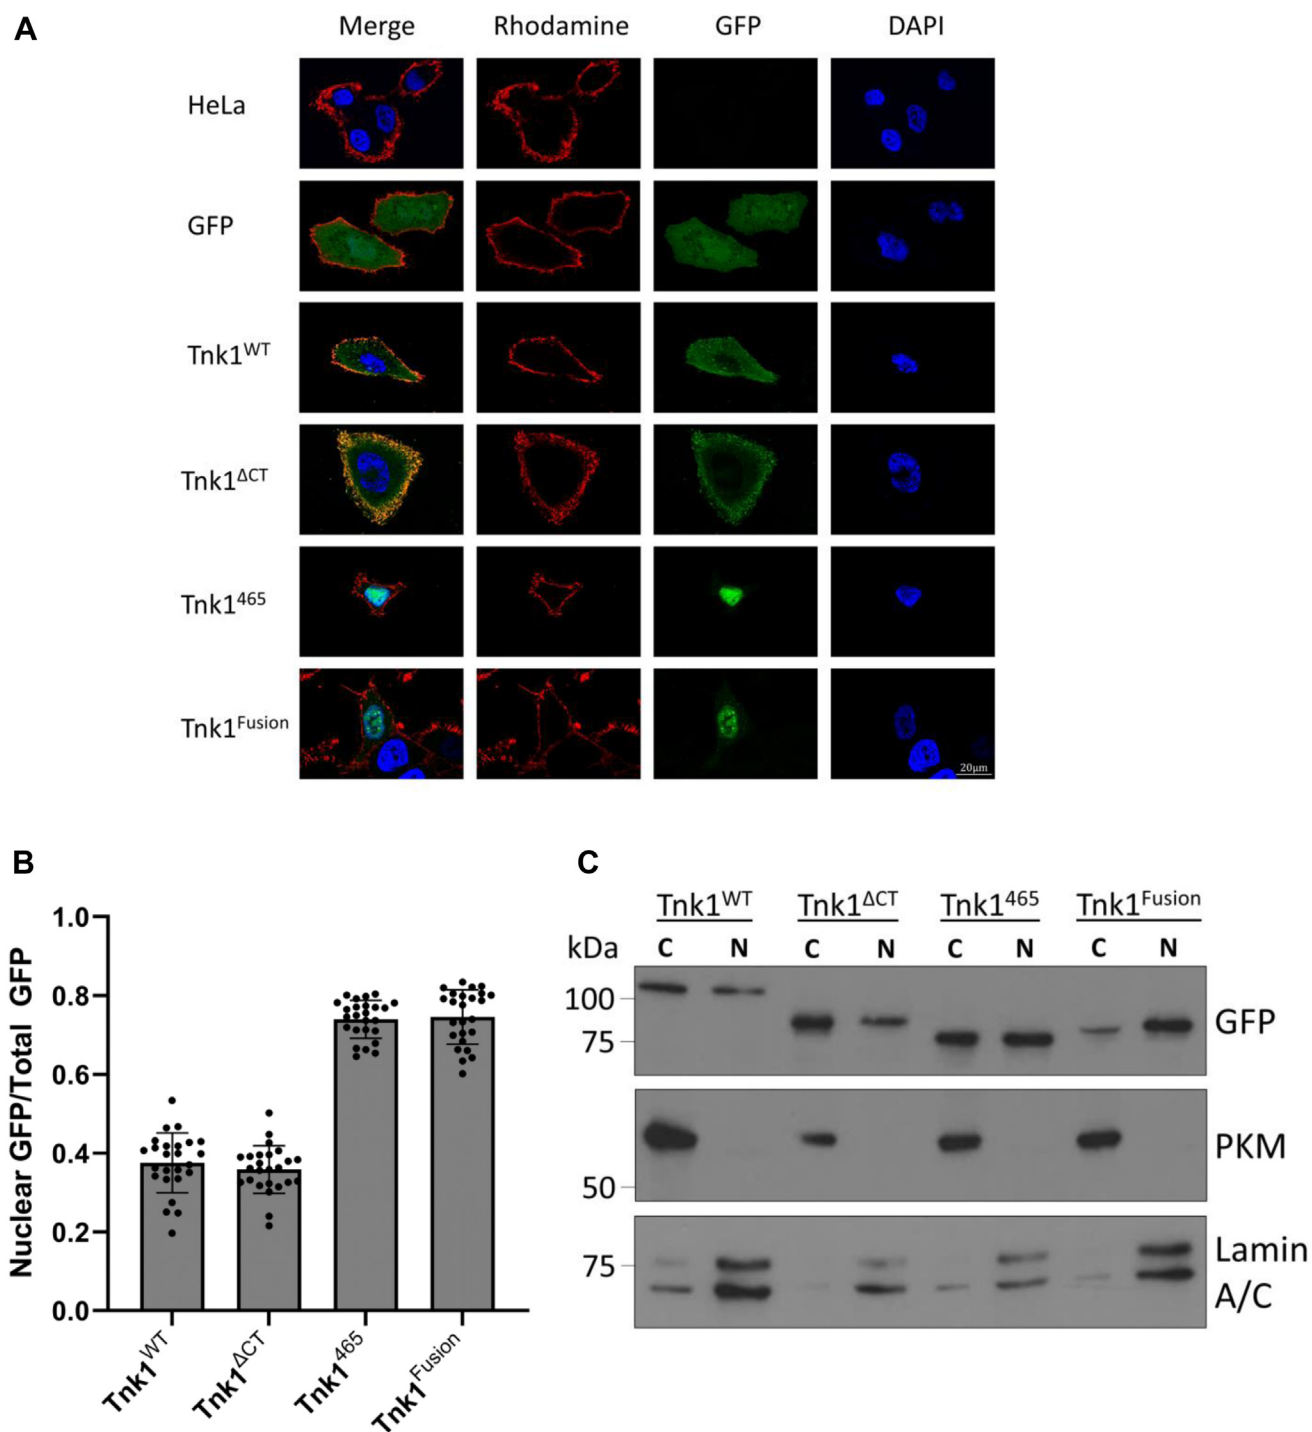 A
Merge Rhodamine GFP DAPI
HeLa
GFP
Tnk1WT
Tnk1ΔCT
Tnk1465
Tnk1Fusion
20μm
B
Nuclear GFP/Total GFP
1.0
0.8
0.6
0.4
0.2
0.0
Tnk1WT
Tnk1ΔCT
Tnk1465
Tnk1Fusion
C
Tnk1WT Tnk1ΔCT Tnk1465 Tnk1Fusion
kDa C N C N C N C N
100
75
GFP
PKM
50
75
Lamin
A/C